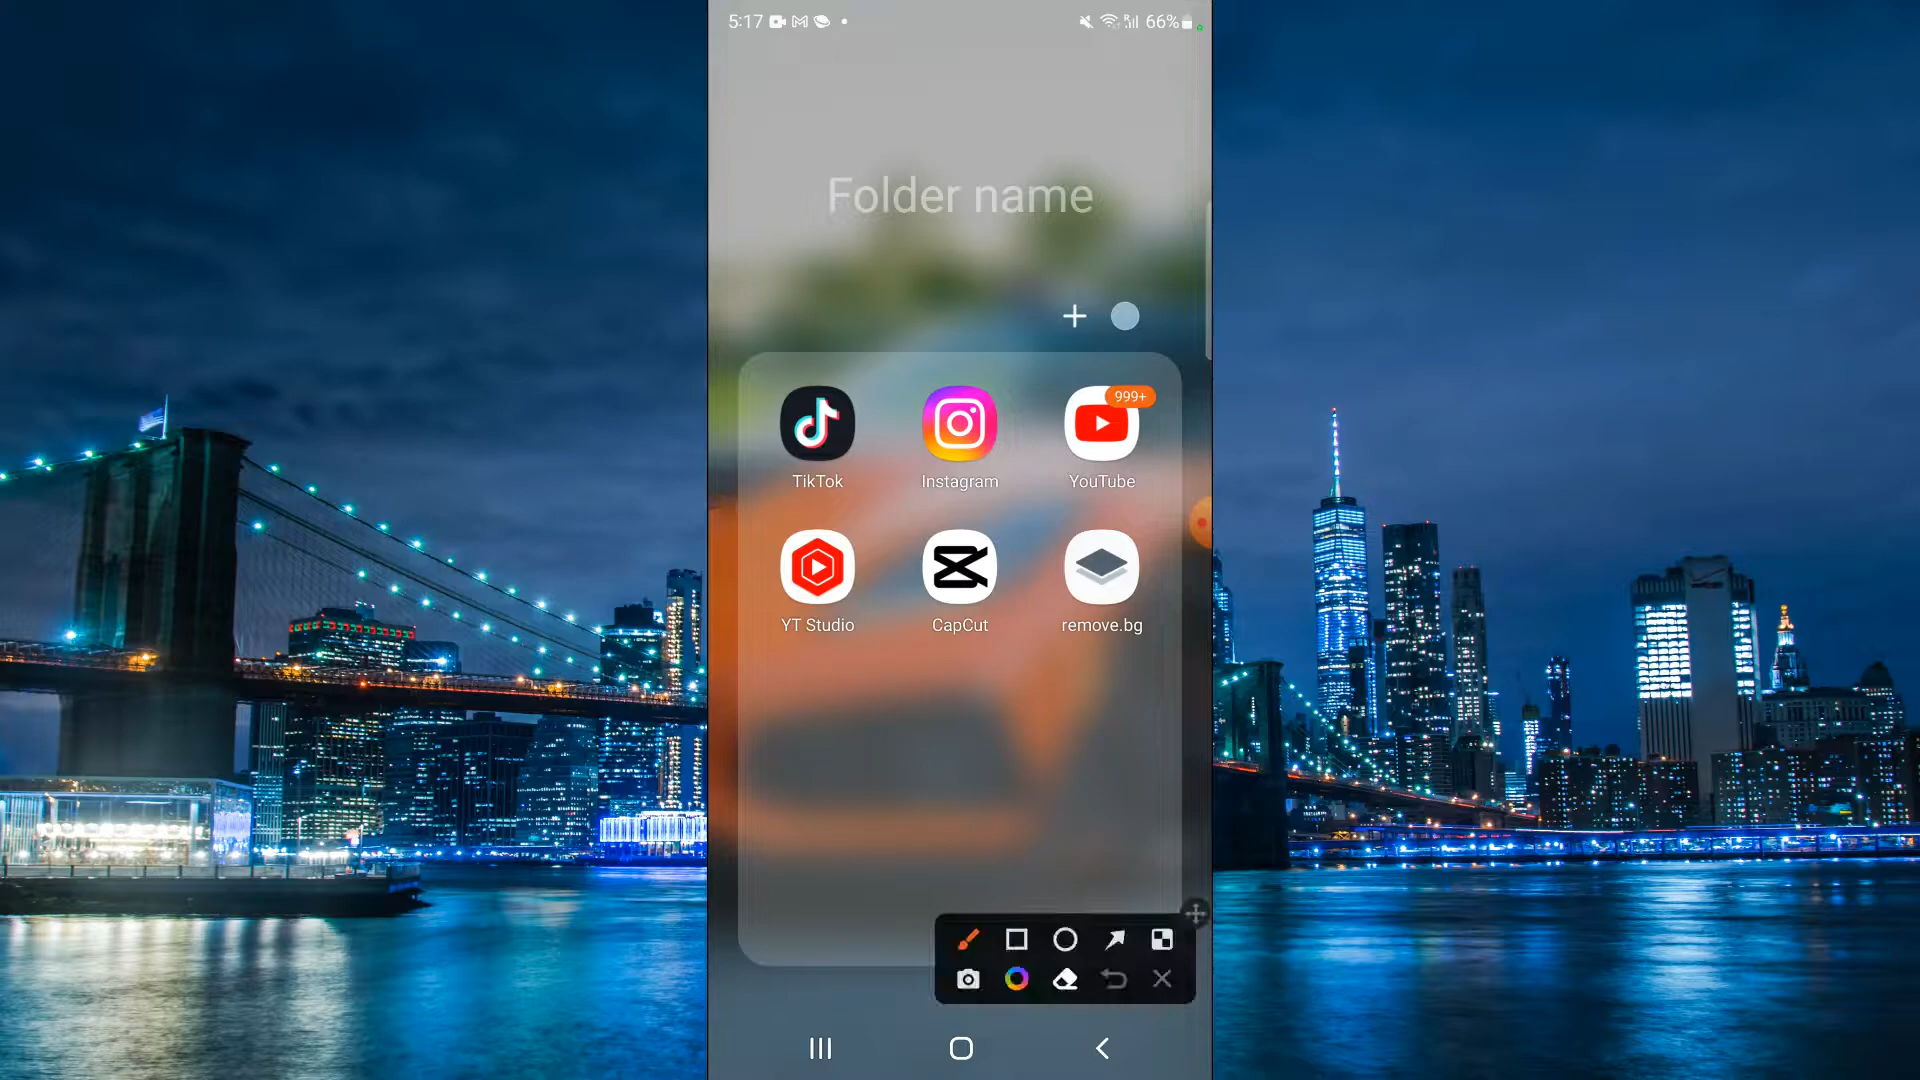 5:17
66%
Folder name
999+
TikTok
Instagram
YouTube
YT Studio
CapCut
remove.bg